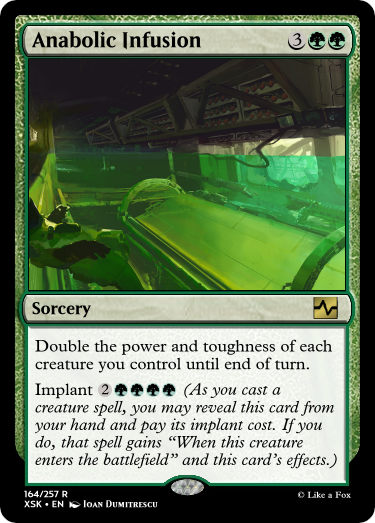 Anabolic Infusion 3
Sorcery
Double the power and toughness of each
creature you control until end of turn.
Implant 2 (As you cast a
creature spell, you may reveal this card from
your hand and pay its implant cost. If you
do, that spell gains “When this creature
enters the battlefield” and this card's effects.)
164/257 R
XSK • EN Ioan Dumitrescu
© Like a Fox